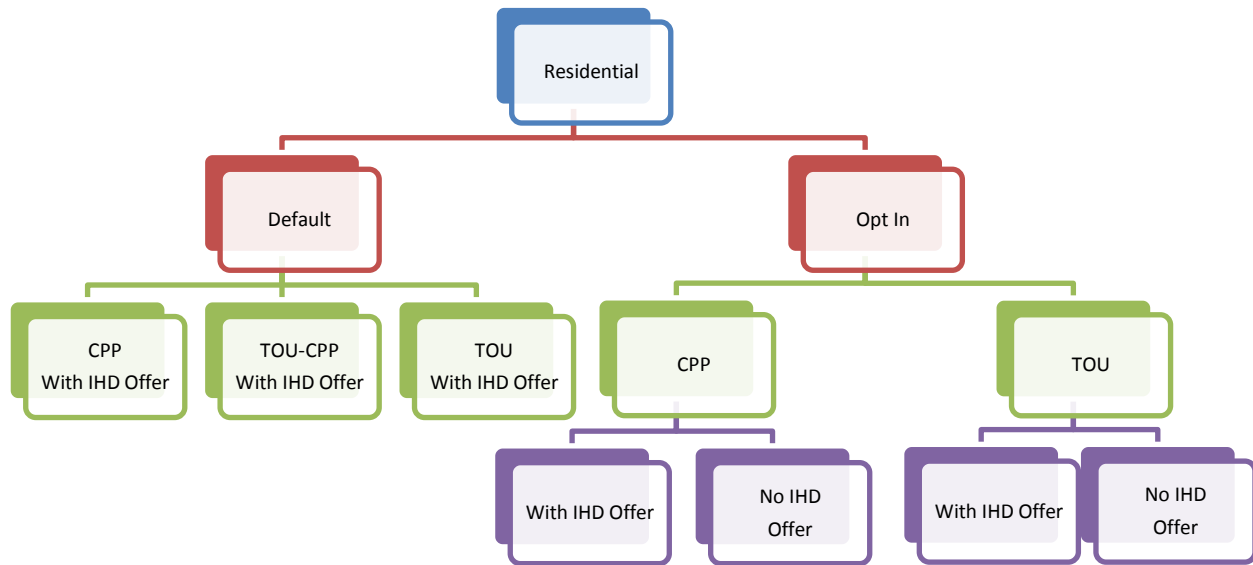 Residential
Default
Opt In
CPP
With IHD Offer
TOU-CPP
With IHD Offer
TOU
With IHD Offer
CPP
TOU
With IHD Offer
No IHD
Offer
With IHD Offer
No IHD
Offer